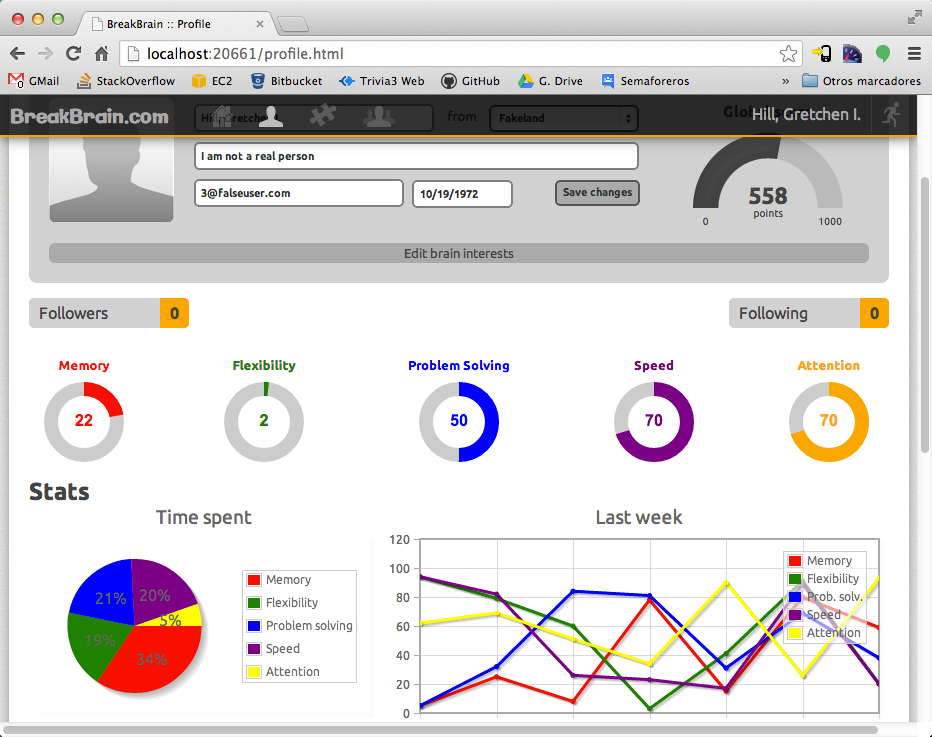 BreakBrain :: Profile
localhost:20661/profile.html
GMail
StackOverflow
EC2
Bitbucket
Trivia3 Web
GitHub
G. Drive
Semaforeros
»
Otros marcadores
BreakBrain.com
from
Fakeland
Hill, Gretchen I.
I am not a real person
3@falseuser.com
10/19/1972
Save changes
558
points
0
1000
Edit brain interests
Followers 0
Following 0
Memory
Flexibility
Problem Solving
Speed
Attention
22
2
50
70
70
Stats
Time spent
Last week
21%
20%
5%
19%
34%
Memory
Flexibility
Problem solving
Speed
Attention
120
100
80
60
40
20
0
Memory
Flexibility
Prob. solv.
Speed
Attention